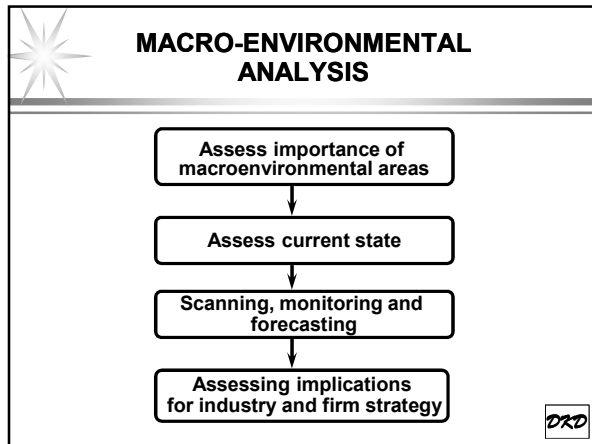 MACRO-ENVIRONMENTAL
ANALYSIS
Assess importance of
macroenvironmental areas
Assess current state
Scanning, monitoring and
forecasting
Assessing implications
for industry and firm strategy
DKD